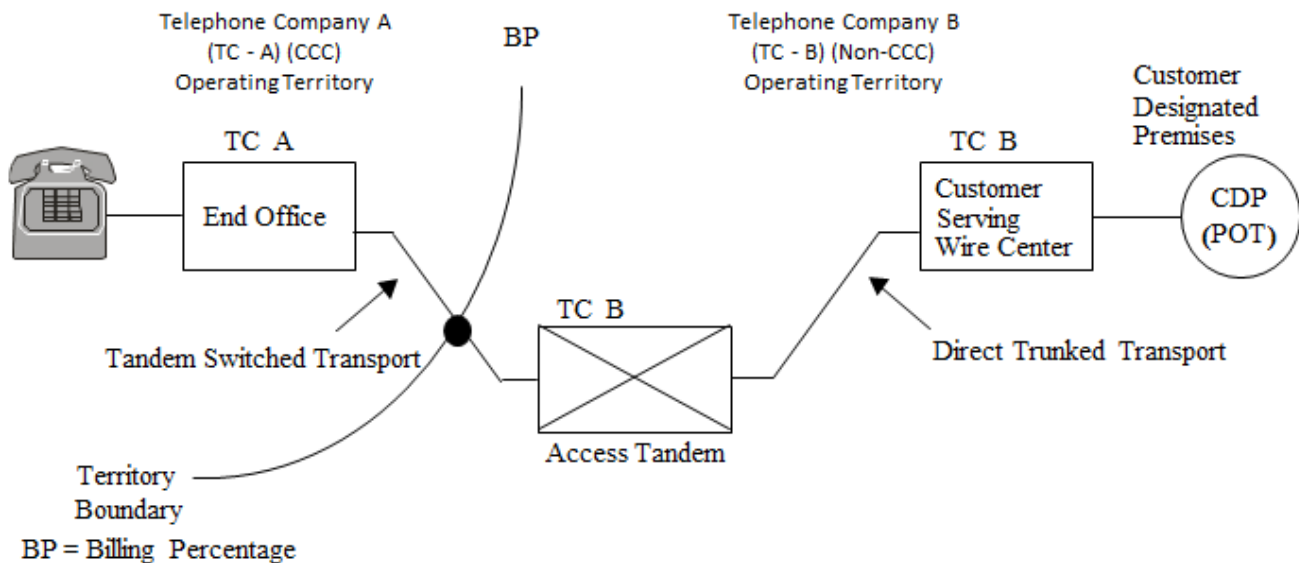 Telephone Company A
(TC - A) (CCC)
Operating Territory
BP
Telephone Company B
(TC - B) (Non-CCC)
Operating Territory
Customer
Designated
Premises
TC A
End Office
TC B
Customer
Serving
Wire Center
CDP
(POT)
TC B
Tandem Switched Transport
Direct Trunked Transport
Access Tandem
Territory
Boundary
BP = Billing Percentage